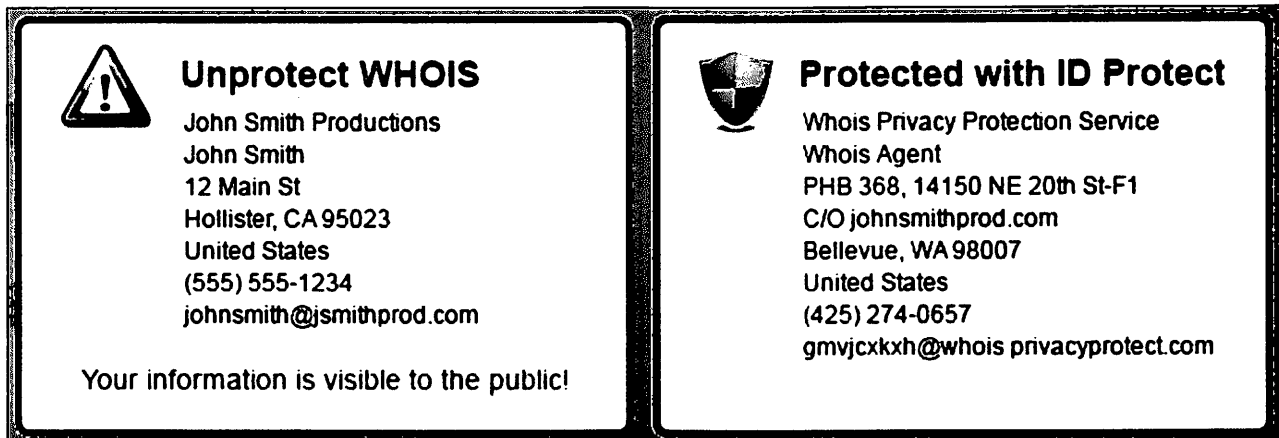 Unprotect WHOIS
John Smith Productions
John Smith
12 Main St
Hollister, CA 95023
United States
(555) 555-1234
johnsmith@jsmithprod.com
Your information is visible to the public!
Protected with ID Protect
Whois Privacy Protection Service
Whois Agent
PHB 368, 14150 NE 20th St-F1
C/O johnsmithprod.com
Bellevue, WA 98007
United States
(425) 274-0657
gmvjcxkxh@whois privacyprotect.com